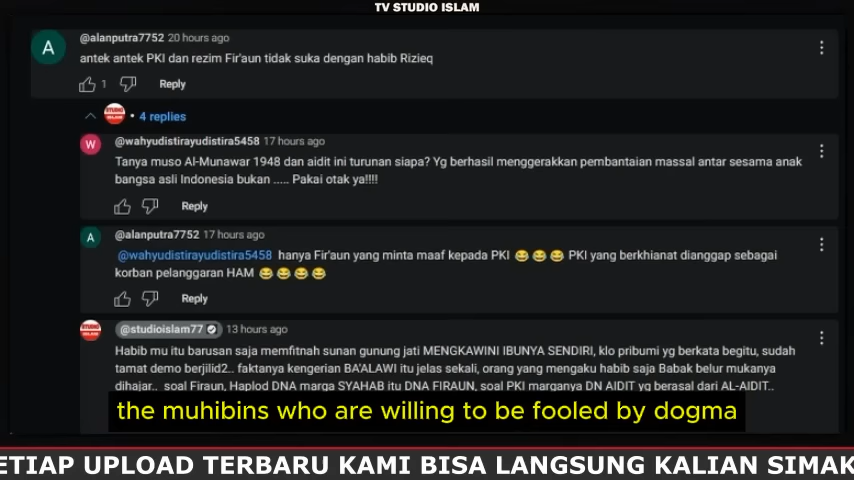 TV STUDIO ISLAM
@alanputra7752 20 hours ago
A
antek antek PKI dan rezim Fir'aun tidak suka dengan habib Rizieq
1 Reply
4 replies
@wahyudistirayudistira5458 17 hours ago
W
Tanya muso Al-Munawar 1948 dan aidit ini turunan siapa? Yg berhasil menggerakkan pembantaian massal antar sesama anak
bangsa asli Indonesia bukan ..... Pakai otak ya!!!!
Reply
@alanputra7752 17 hours ago
A
@wahyudistirayudistira5458 hanya Fir'aun yang minta maaf kepada PKI 😂 😂 😂 PKI yang berkhianat dianggap sebagai
korban pelanggaran HAM 😂 😂 😂 😂
Reply
@studioislam77 13 hours ago
STUDIO ISLAM
Habib mu itu barusan saja memfitnah sunan gunung jati MENGKAWINI IBUNYA SENDIRI, klo pribumi yg berkata begitu, sudah
tamat demo berjilid2.. faktanya kengerian BA'ALAWI itu jelas sekali, orang yang mengaku habib saja Babak belur mukanya
dihajar.. soal Firaun, Haplod DNA marga SYAHAB itu DNA FIRAUN, soal PKI marganya DN AIDIT yg berasal dari AL-AIDIT..
the muhibins who are willing to be fooled by dogma
ETIAP UPLOAD TERBARU KAMI BISA LANGSUNG KALIAN SIMAK